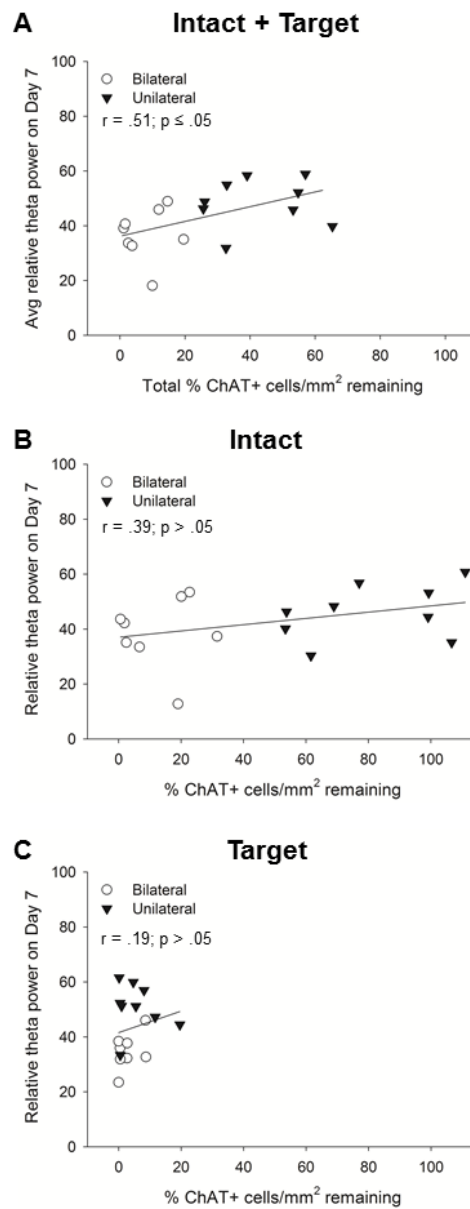 A
Intact + Target
Avg relative theta power on Day 7
100
80
60
40
20
0
Bilateral
Unilateral
r = .51; p ≤ .05
0 20 40 60 80 100
Total % ChAT+ cells/mm² remaining
B
Intact
Relative theta power on Day 7
100
80
60
40
20
0
Bilateral
Unilateral
r = .39; p > .05
0 20 40 60 80 100
% ChAT+ cells/mm² remaining
C
Target
Relative theta power on Day 7
100
80
60
40
20
0
Bilateral
Unilateral
r = .19; p > .05
0 20 40 60 80 100
% ChAT+ cells/mm² remaining